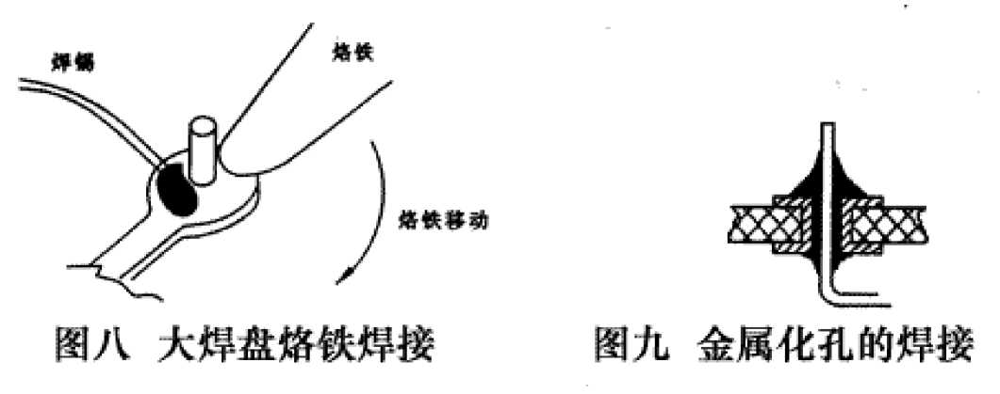 焊锡
烙铁
烙铁移动
图八 大焊盘烙铁焊接
图九 金属化孔的焊接